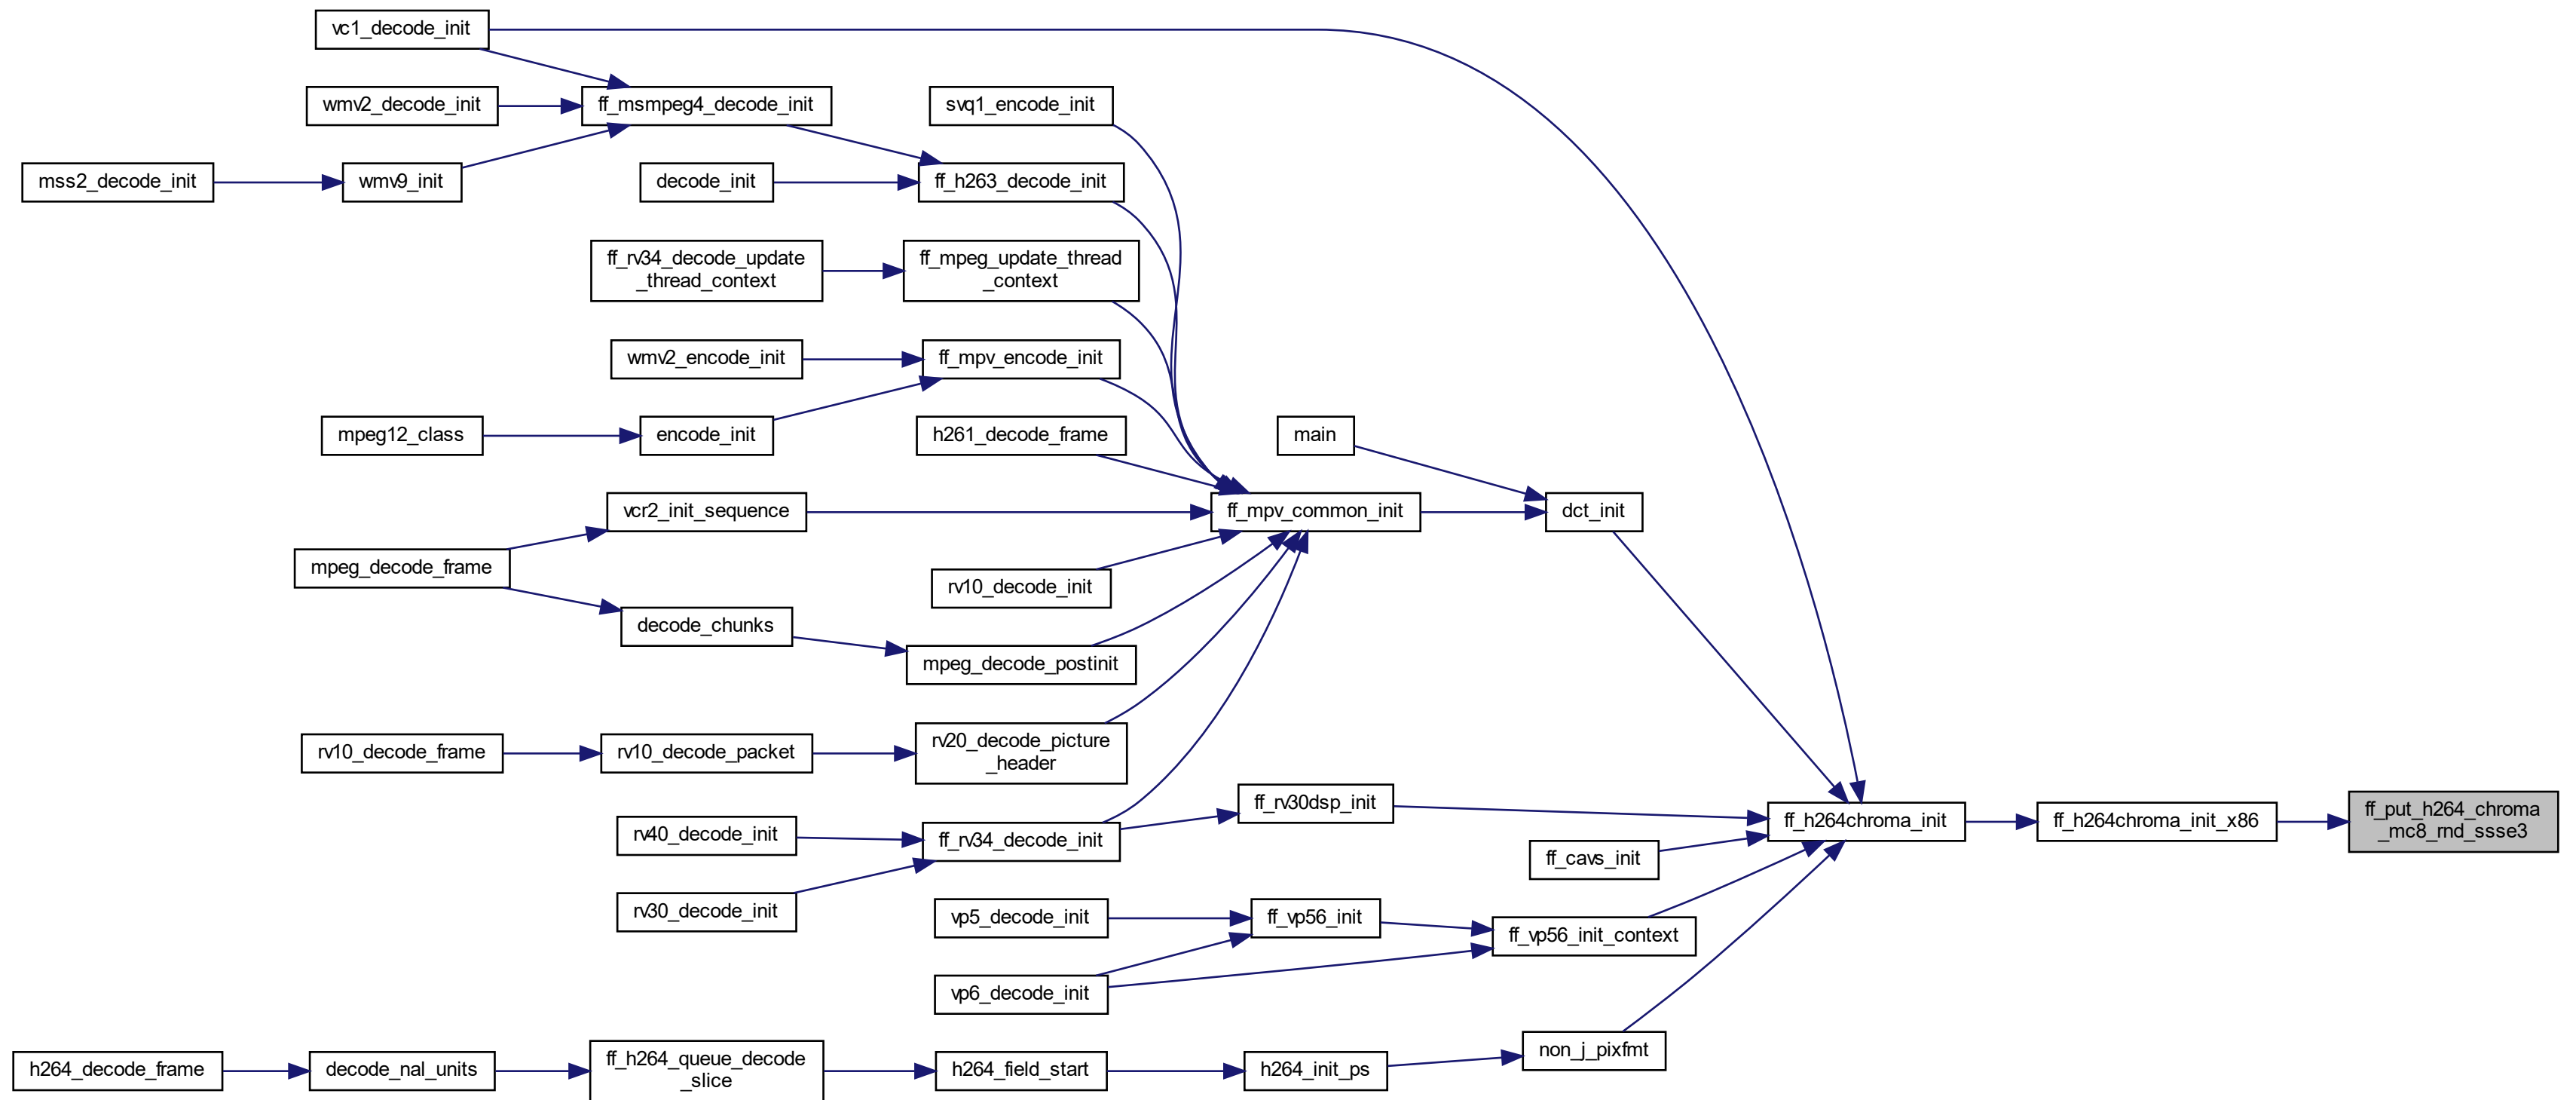 vc1_decode_init
wmv2_decode_init
ff_msmpeg4_decode_init
svq1_encode_init
mss2_decode_init
wmv9_init
decode_init
ff_h263_decode_init
ff_rv34_decode_update
_thread_context
ff_mpeg_update_thread
_context
wmv2_encode_init
ff_mpv_encode_init
mpeg12_class
encode_init
h261_decode_frame
main
vcr2_init_sequence
ff_mpv_common_init
dct_init
mpeg_decode_frame
rv10_decode_init
decode_chunks
mpeg_decode_postinit
rv10_decode_frame
rv10_decode_packet
rv20_decode_picture
_header
ff_rv30dsp_init
rv40_decode_init
ff_rv34_decode_init
ff_h264chroma_init
ff_h264chroma_init_x86
ff_put_h264_chroma
_mc8_rnd_ssse3
ff_cavs_init
rv30_decode_init
vp5_decode_init
ff_vp56_init
ff_vp56_init_context
vp6_decode_init
non_j_pixfmt
h264_decode_frame
decode_nal_units
ff_h264_queue_decode
_slice
h264_field_start
h264_init_ps